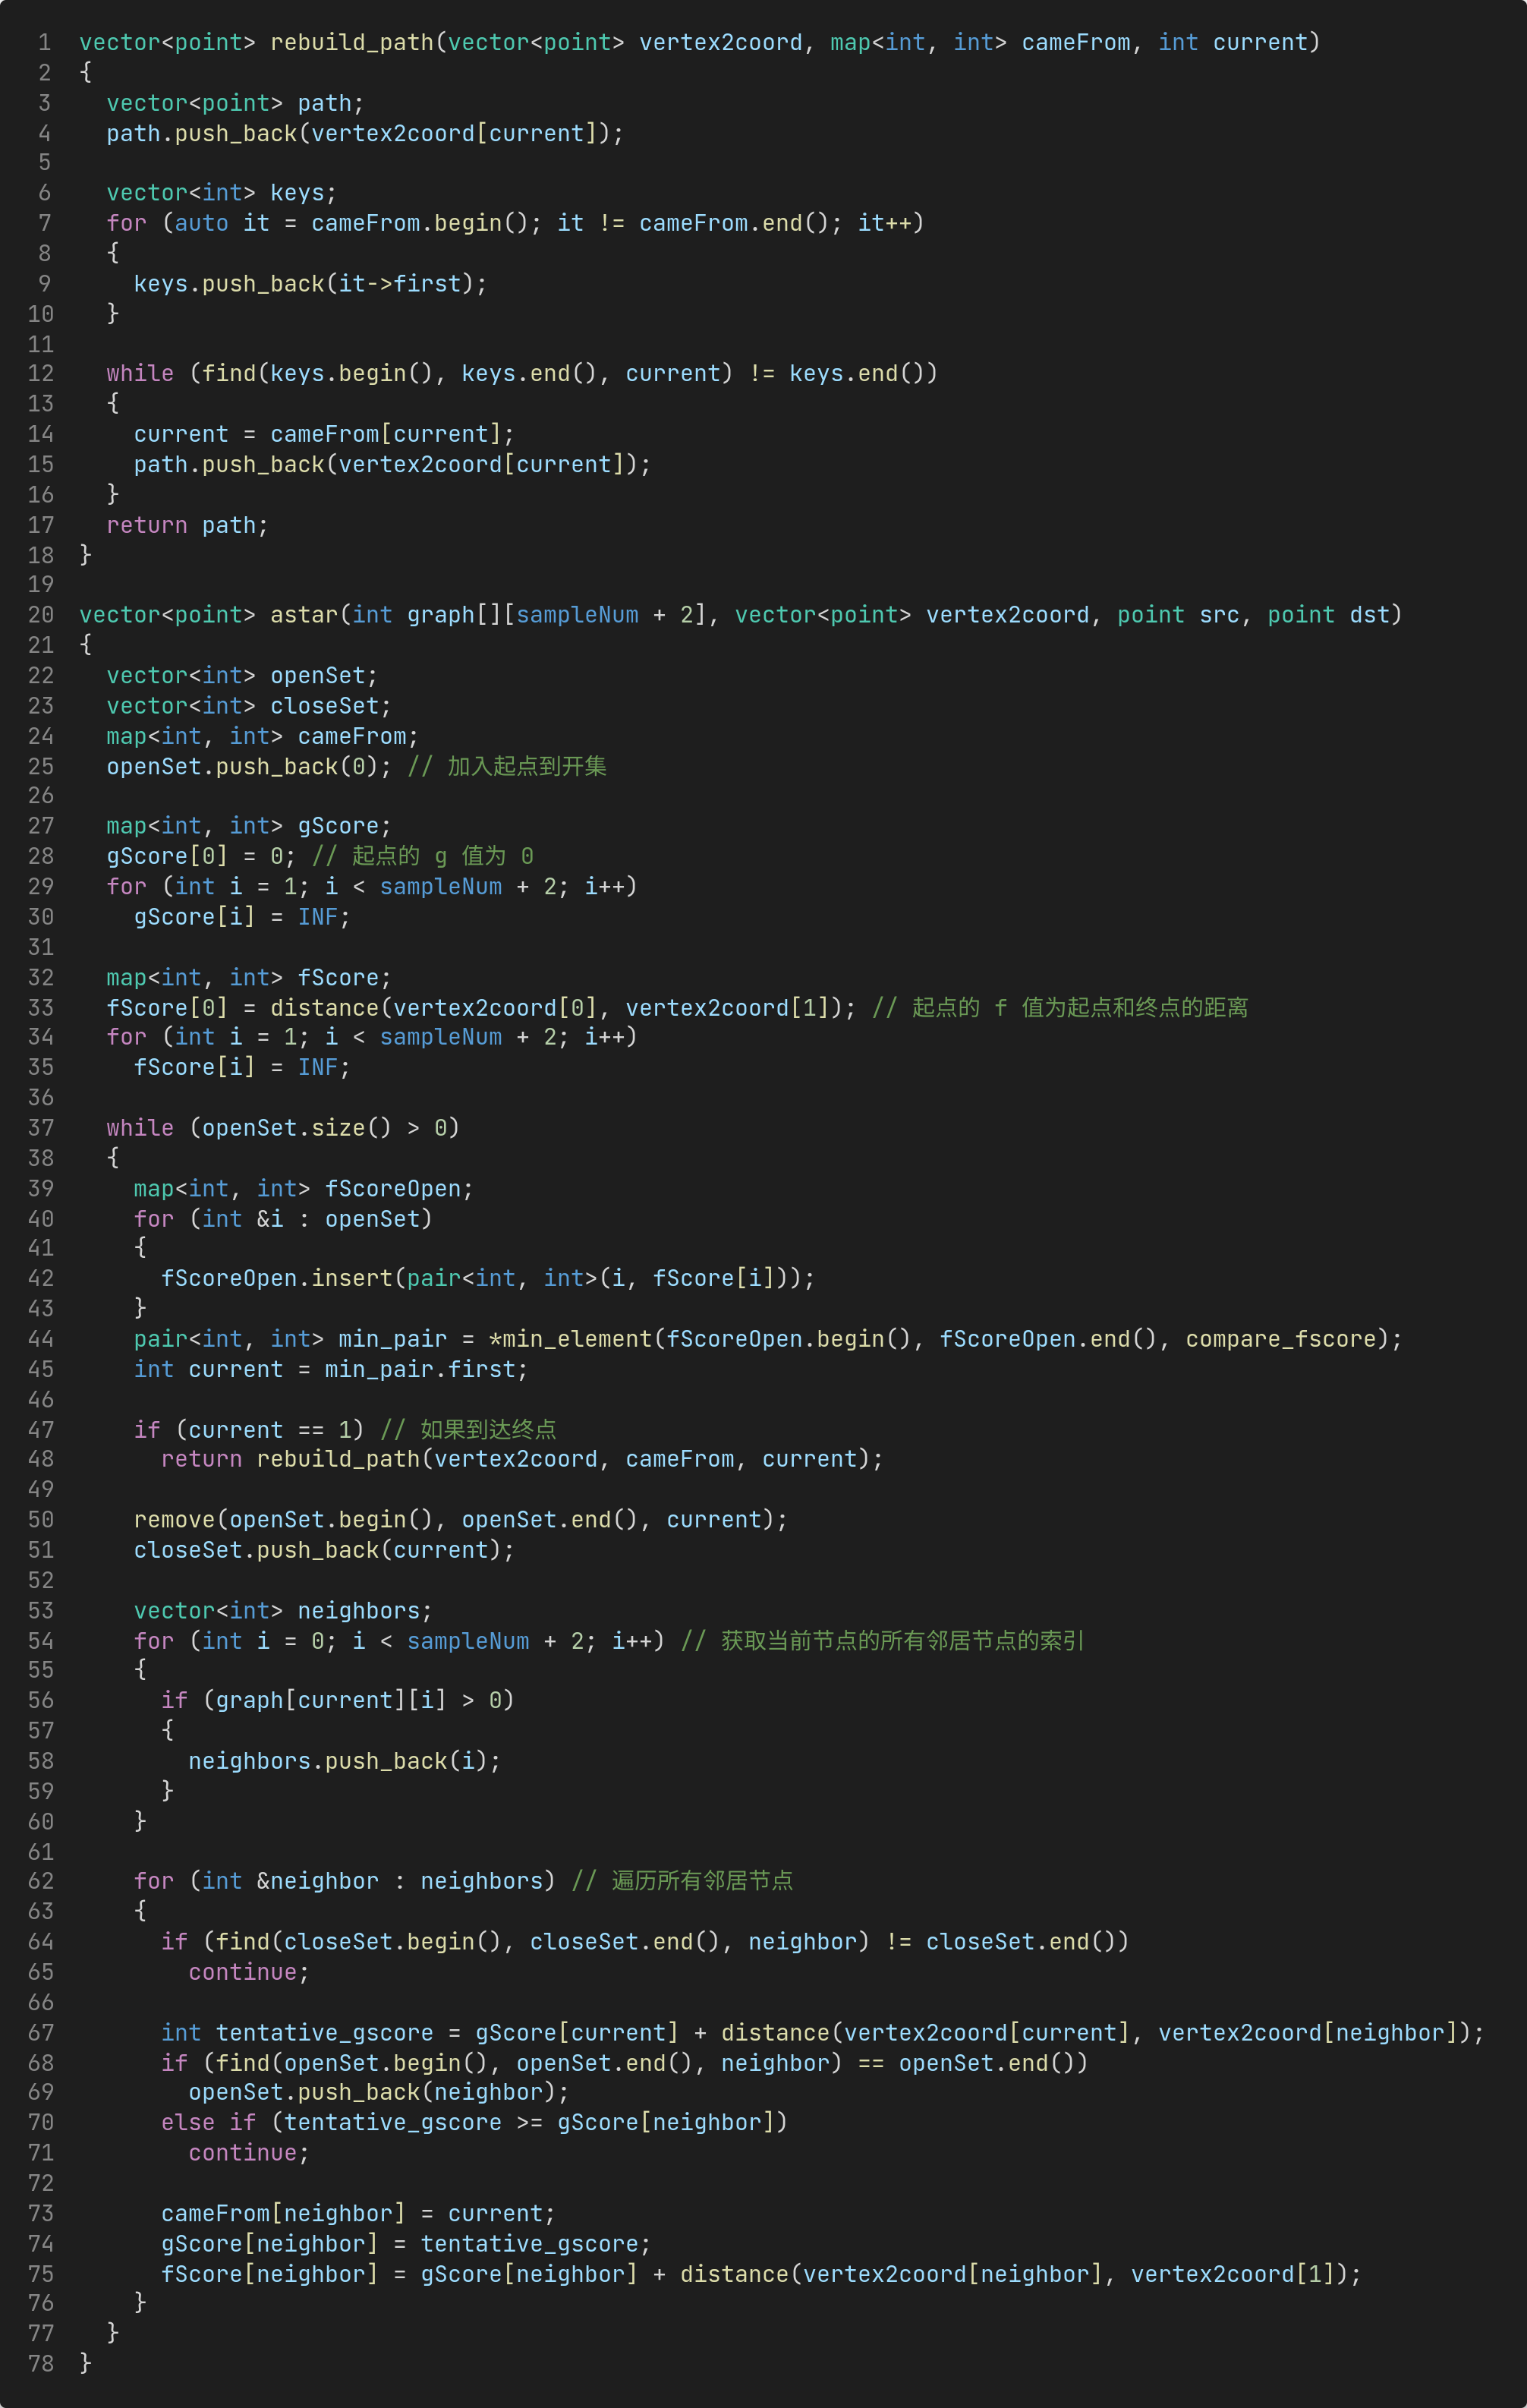 1 vector<point> rebuild_path(vector<point> vertex2coord, map<int, int> cameFrom, int current)
2 {
3   vector<point> path;
4   path.push_back(vertex2coord[current]);
5
6   vector<int> keys;
7   for (auto it = cameFrom.begin(); it != cameFrom.end(); it++)
8   {
9     keys.push_back(it->first);
10   }
11
12   while (find(keys.begin(), keys.end(), current) != keys.end())
13   {
14     current = cameFrom[current];
15     path.push_back(vertex2coord[current]);
16   }
17   return path;
18 }
19
20 vector<point> astar(int graph[][sampleNum + 2], vector<point> vertex2coord, point src, point dst)
21 {
22   vector<int> openSet;
23   vector<int> closeSet;
24   map<int, int> cameFrom;
25   openSet.push_back(0); // 加入起点到开集
26
27   map<int, int> gScore;
28   gScore[0] = 0; // 起点的 g 值为 0
29   for (int i = 1; i < sampleNum + 2; i++)
30     gScore[i] = INF;
31
32   map<int, int> fScore;
33   fScore[0] = distance(vertex2coord[0], vertex2coord[1]); // 起点的 f 值为起点和终点的距离
34   for (int i = 1; i < sampleNum + 2; i++)
35     fScore[i] = INF;
36
37   while (openSet.size() > 0)
38   {
39     map<int, int> fScoreOpen;
40     for (int &i : openSet)
41     {
42       fScoreOpen.insert(pair<int, int>(i, fScore[i]));
43     }
44     pair<int, int> min_pair = *min_element(fScoreOpen.begin(), fScoreOpen.end(), compare_fscore);
45     int current = min_pair.first;
46
47     if (current == 1) // 如果到达终点
48       return rebuild_path(vertex2coord, cameFrom, current);
49
50     remove(openSet.begin(), openSet.end(), current);
51     closeSet.push_back(current);
52
53     vector<int> neighbors;
54     for (int i = 0; i < sampleNum + 2; i++) // 获取当前节点的所有邻居节点的索引
55     {
56       if (graph[current][i] > 0)
57       {
58         neighbors.push_back(i);
59       }
60     }
61
62     for (int &neighbor : neighbors) // 遍历所有邻居节点
63     {
64       if (find(closeSet.begin(), closeSet.end(), neighbor) != closeSet.end())
65         continue;
66
67       int tentative_gscore = gScore[current] + distance(vertex2coord[current], vertex2coord[neighbor]);
68       if (find(openSet.begin(), openSet.end(), neighbor) == openSet.end())
69         openSet.push_back(neighbor);
70       else if (tentative_gscore >= gScore[neighbor])
71         continue;
72
73       cameFrom[neighbor] = current;
74       gScore[neighbor] = tentative_gscore;
75       fScore[neighbor] = gScore[neighbor] + distance(vertex2coord[neighbor], vertex2coord[1]);
76     }
77   }
78 }